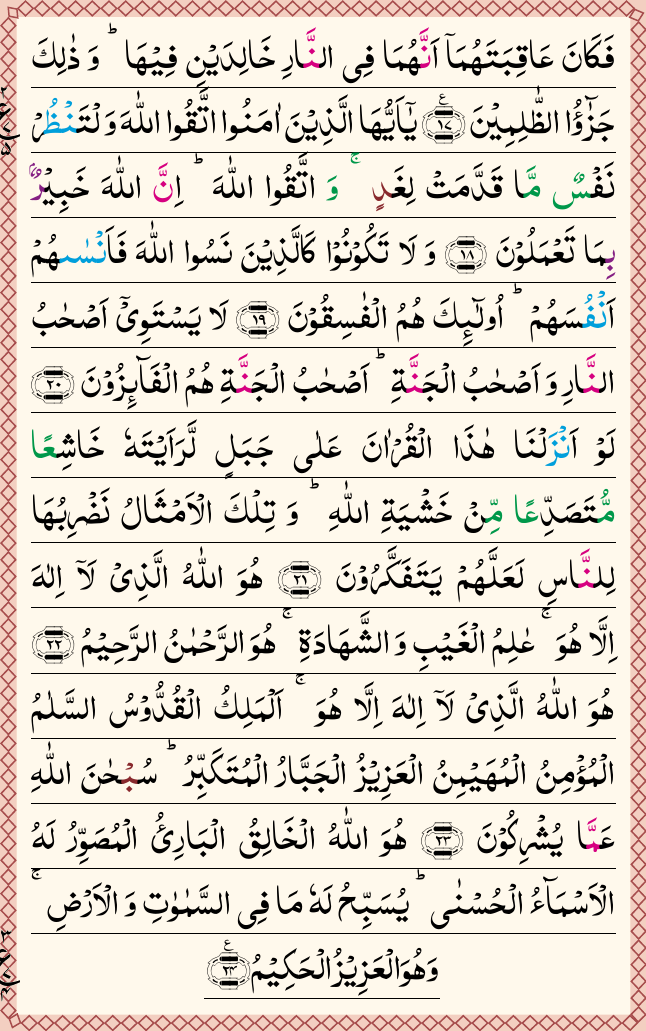 فَكَانَ عَاقِبَتَهُمَاۤ اَنَّهُمَا فِی النَّارِ خَالِدَیْنِ فِیْهَا ؕ وَ ذٰلِكَ
جَزٰٓؤُا الظّٰلِمِیْنَ ۧ﴿۱۷﴾ یٰۤاَیُّهَا الَّذِیْنَ اٰمَنُوا اتَّقُوا اللّٰهَ وَ لْتَنْظُرْ
نَفْسٌ مَّا قَدَّمَتْ لِغَدٍ ۚ وَ اتَّقُوا اللّٰهَ ؕ اِنَّ اللّٰهَ خَبِیْرٌۢ
بِمَا تَعْمَلُوْنَ ﴿۱۸﴾ وَ لَا تَكُوْنُوْا كَالَّذِیْنَ نَسُوا اللّٰهَ فَاَنْسٰىهُمْ
اَنْفُسَهُمْ ؕ اُولٰٓىِٕكَ هُمُ الْفٰسِقُوْنَ ﴿۱۹﴾ لَا یَسْتَوِیْۤ اَصْحٰبُ
النَّارِ وَ اَصْحٰبُ الْجَنَّةِ ؕ اَصْحٰبُ الْجَنَّةِ هُمُ الْفَآىِٕزُوْنَ ﴿۲۰﴾
لَوْ اَنْزَلْنَا هٰذَا الْقُرْاٰنَ عَلٰی جَبَلٍ لَّرَاَیْتَهٗ خَاشِعًا
مُّتَصَدِّعًا مِّنْ خَشْیَةِ اللّٰهِ ؕ وَ تِلْكَ الْاَمْثَالُ نَضْرِبُهَا
لِلنَّاسِ لَعَلَّهُمْ یَتَفَكَّرُوْنَ ﴿۲۱﴾ هُوَ اللّٰهُ الَّذِیْ لَاۤ اِلٰهَ
اِلَّا هُوَ ۚ عٰلِمُ الْغَیْبِ وَ الشَّهَادَةِ ۚ هُوَ الرَّحْمٰنُ الرَّحِیْمُ ﴿۲۲﴾
هُوَ اللّٰهُ الَّذِیْ لَاۤ اِلٰهَ اِلَّا هُوَ ۚ اَلْمَلِكُ الْقُدُّوْسُ السَّلٰمُ
الْمُؤْمِنُ الْمُهَیْمِنُ الْعَزِیْزُ الْجَبَّارُ الْمُتَكَبِّرُ ؕ سُبْحٰنَ اللّٰهِ
عَمَّا یُشْرِكُوْنَ ﴿۲۳﴾ هُوَ اللّٰهُ الْخَالِقُ الْبَارِئُ الْمُصَوِّرُ لَهُ
الْاَسْمَآءُ الْحُسْنٰی ؕ یُسَبِّحُ لَهٗ مَا فِی السَّمٰوٰتِ وَ الْاَرْضِ ۚ
وَ هُوَ الْعَزِیْزُ الْحَكِیْمُ ۧ﴿۲۴﴾